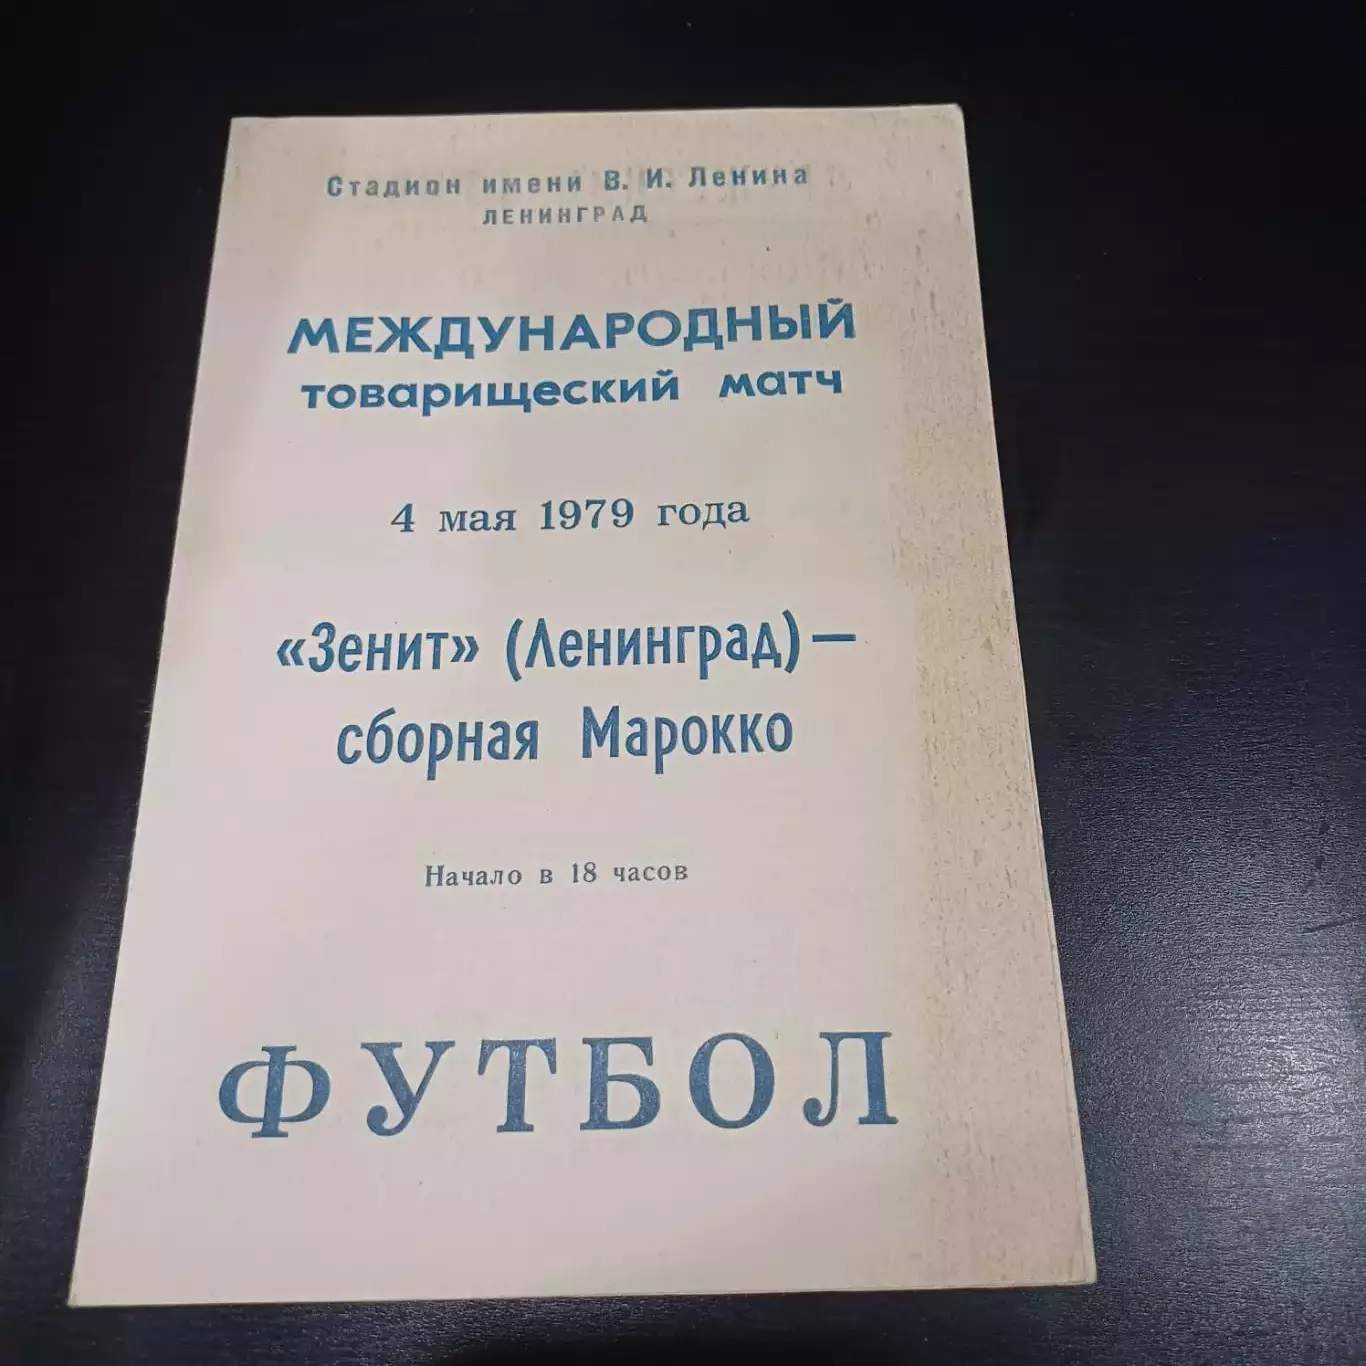 Стадион имени В. И. Ленина
ЛЕНИНГРАД
МЕЖДУНАРОДНЫЙ
товарищеский матч
4 мая 1979 года
«Зенит» (Ленинград) —
сборная Марокко
Начало в 18 часов
ФУТБОЛ